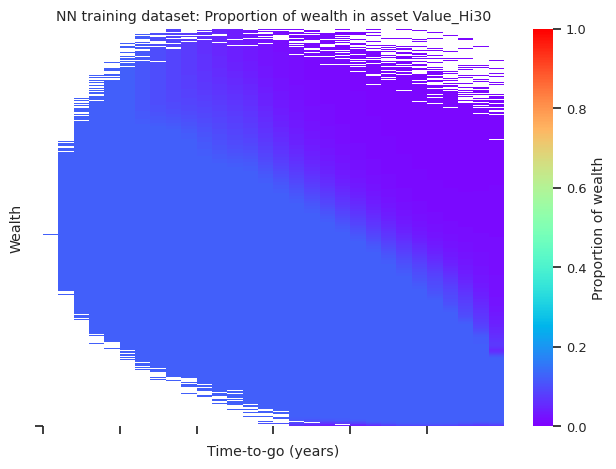 NN training dataset: Proportion of wealth in asset Value_Hi30
Wealth
Time-to-go (years)
1.0
0.8
0.6
0.4
0.2
0.0
Proportion of wealth